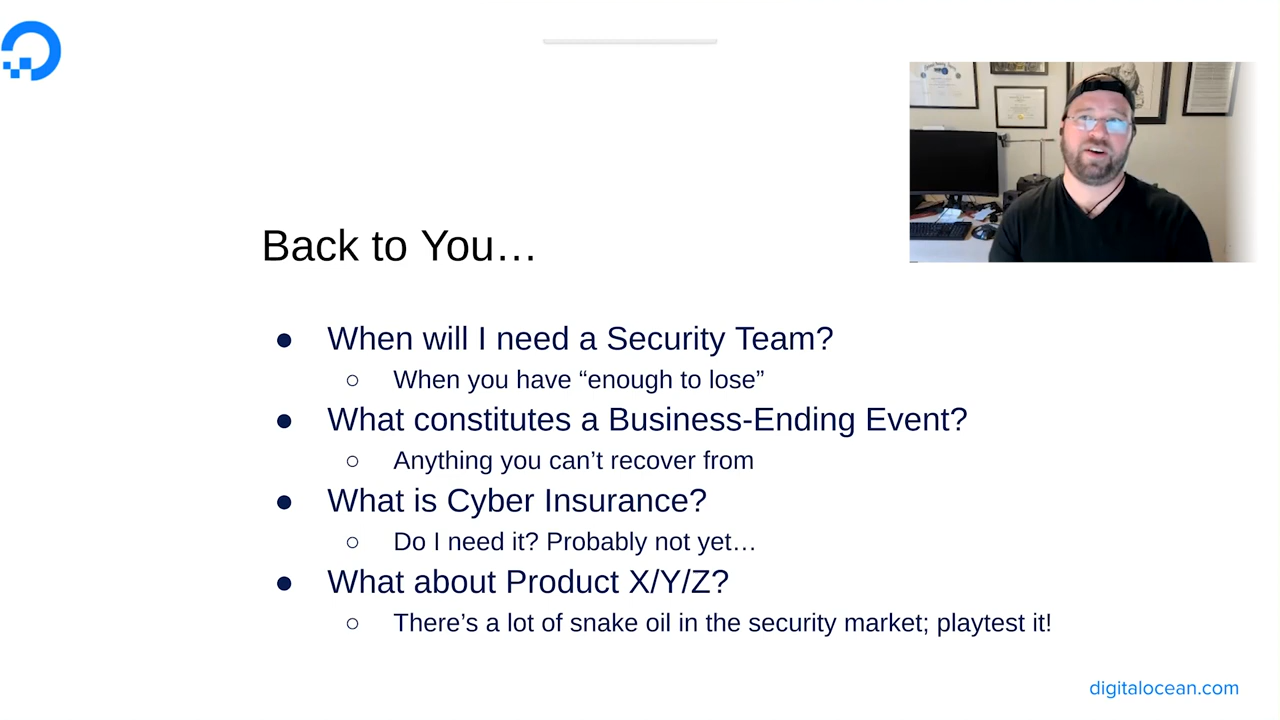 Back to You…
● When will I need a Security Team?
○ When you have “enough to lose”
● What constitutes a Business-Ending Event?
○ Anything you can’t recover from
● What is Cyber Insurance?
○ Do I need it? Probably not yet…
● What about Product X/Y/Z?
○ There’s a lot of snake oil in the security market; playtest it!
digitalocean.com